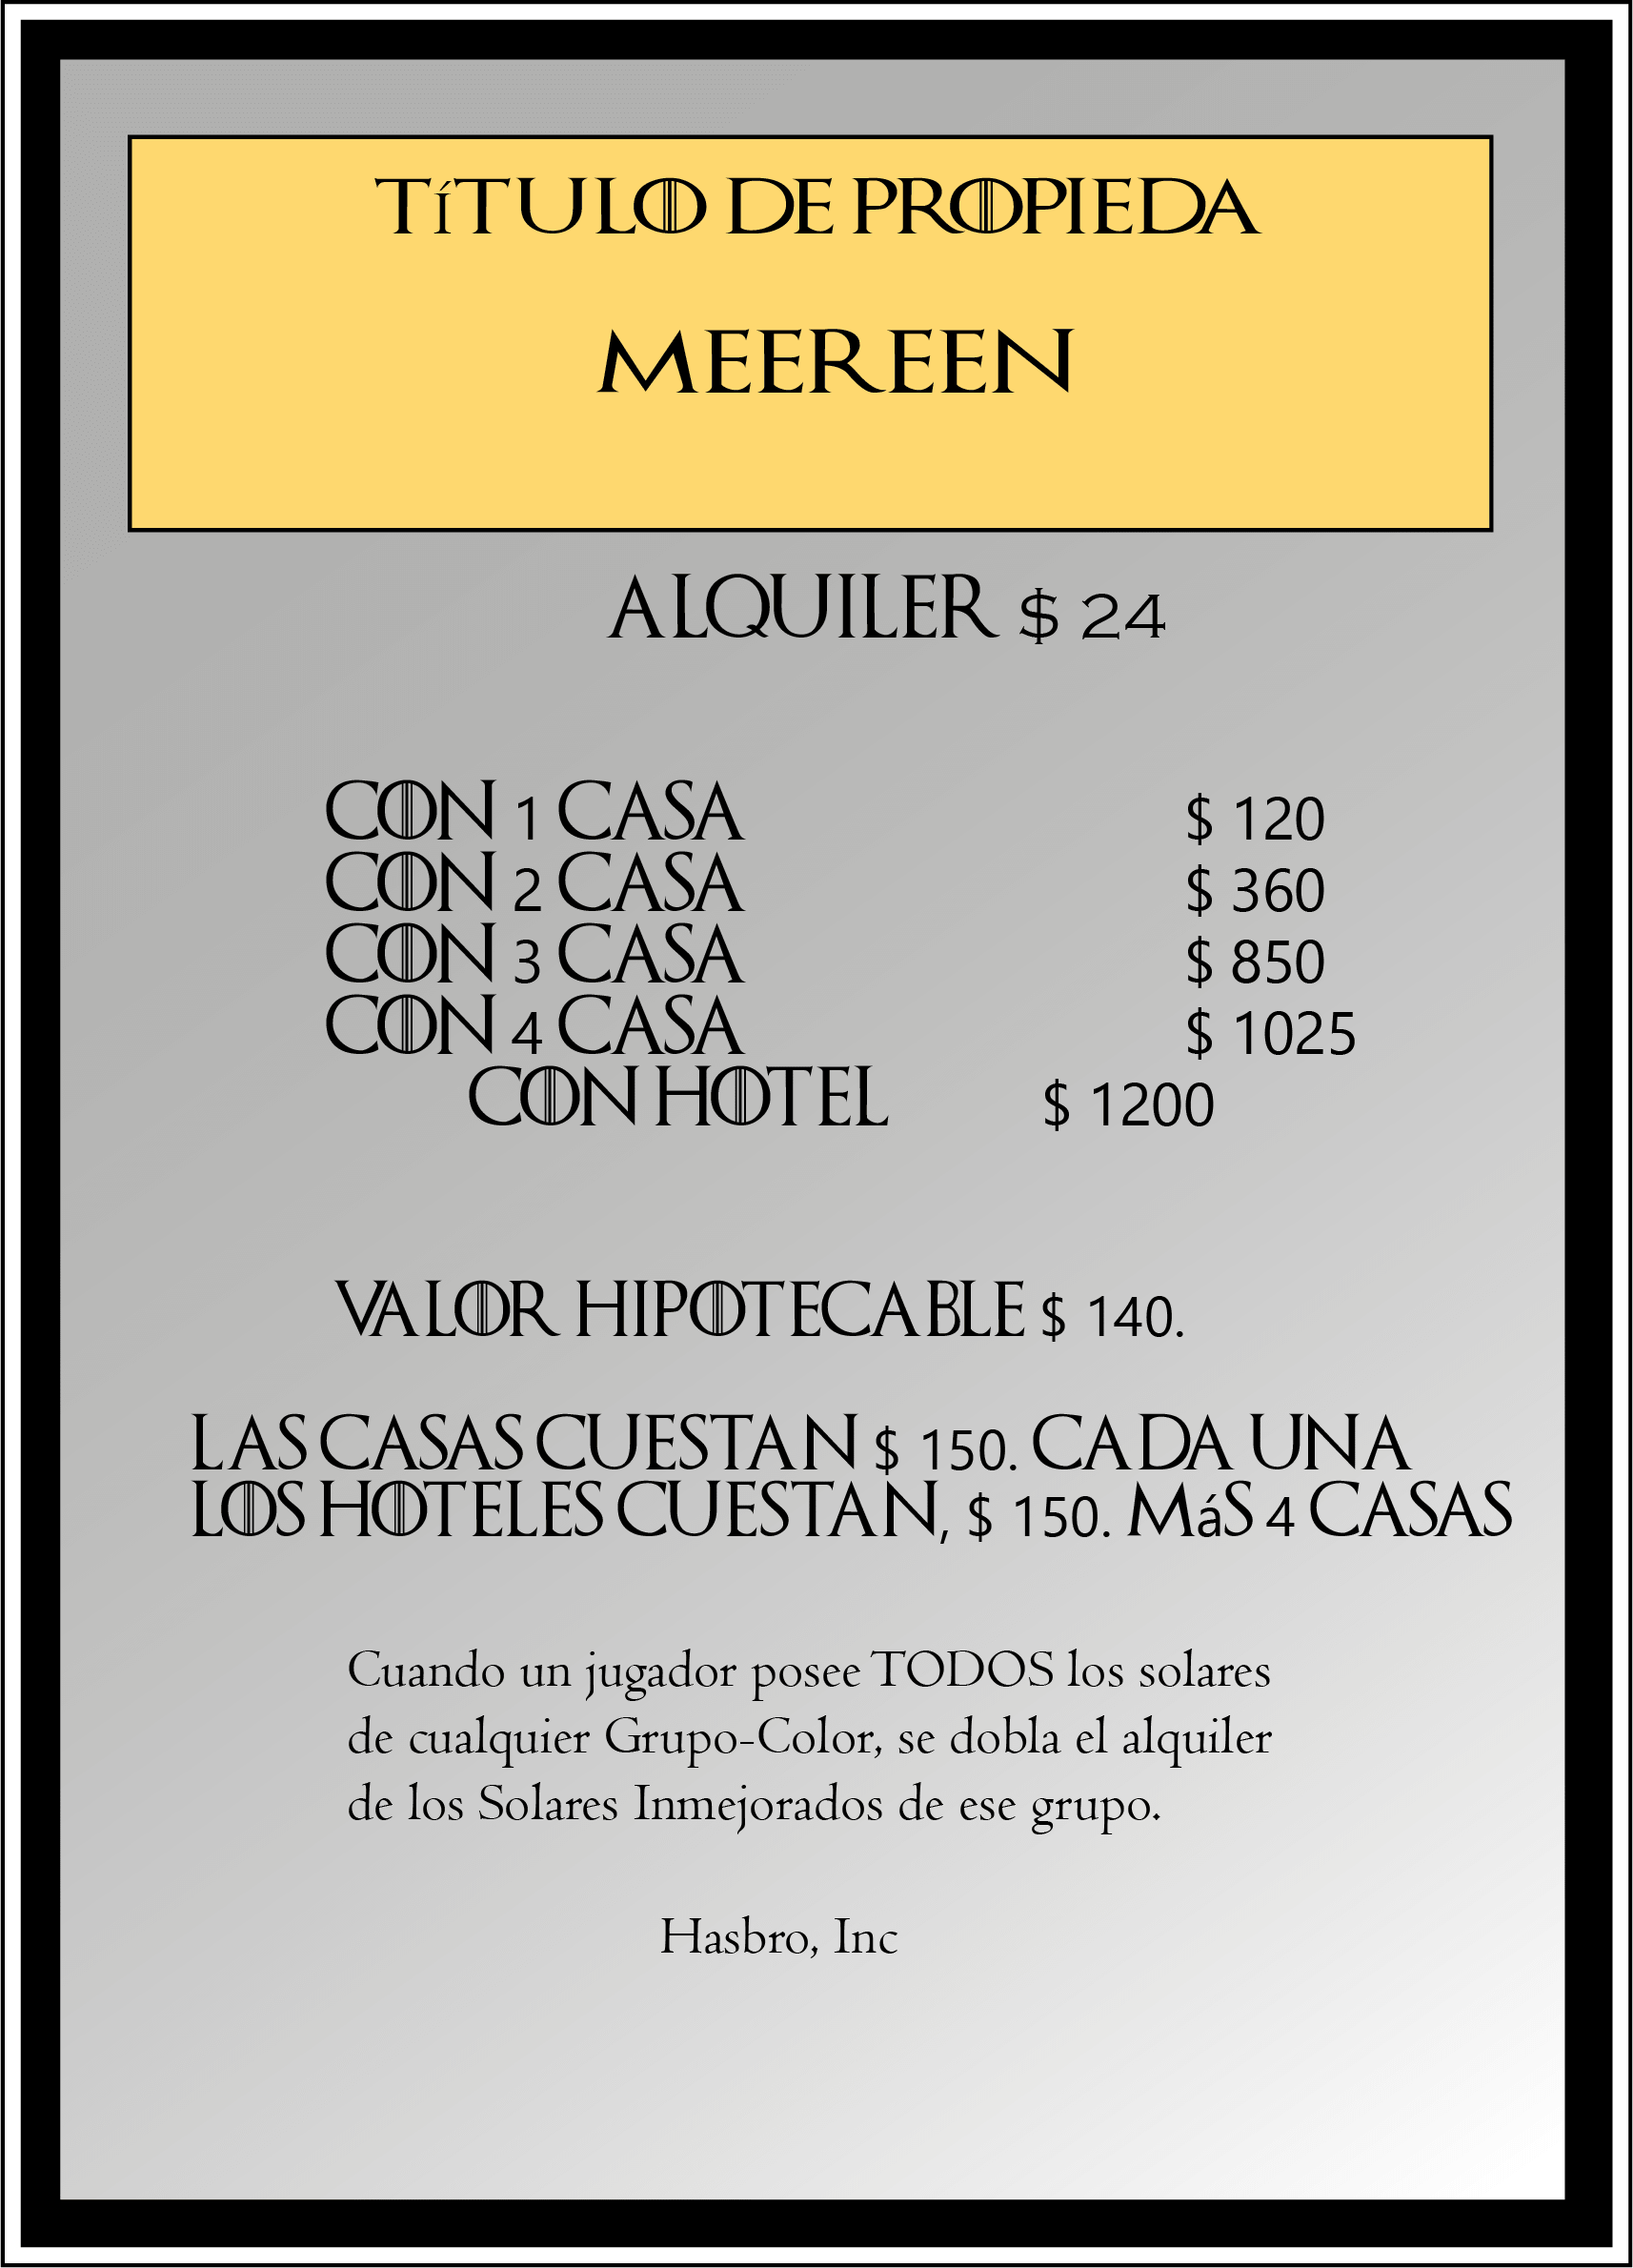 TíTULO DE PROPIEDA
MEEREEN
ALQUILER $ 24
CON 1 CASA $ 120
CON 2 CASA $ 360
CON 3 CASA $ 850
CON 4 CASA $ 1025
CON HOTEL $ 1200
VALOR HIPOTECABLE $ 140.
LAS CASAS CUESTAN $ 150. CADA UNA
LOS HOTELES CUESTAN, $ 150. MáS 4 CASAS
Cuando un jugador posee TODOS los solares
de cualquier Grupo-Color, se dobla el alquiler
de los Solares Inmejorados de ese grupo.
Hasbro, Inc